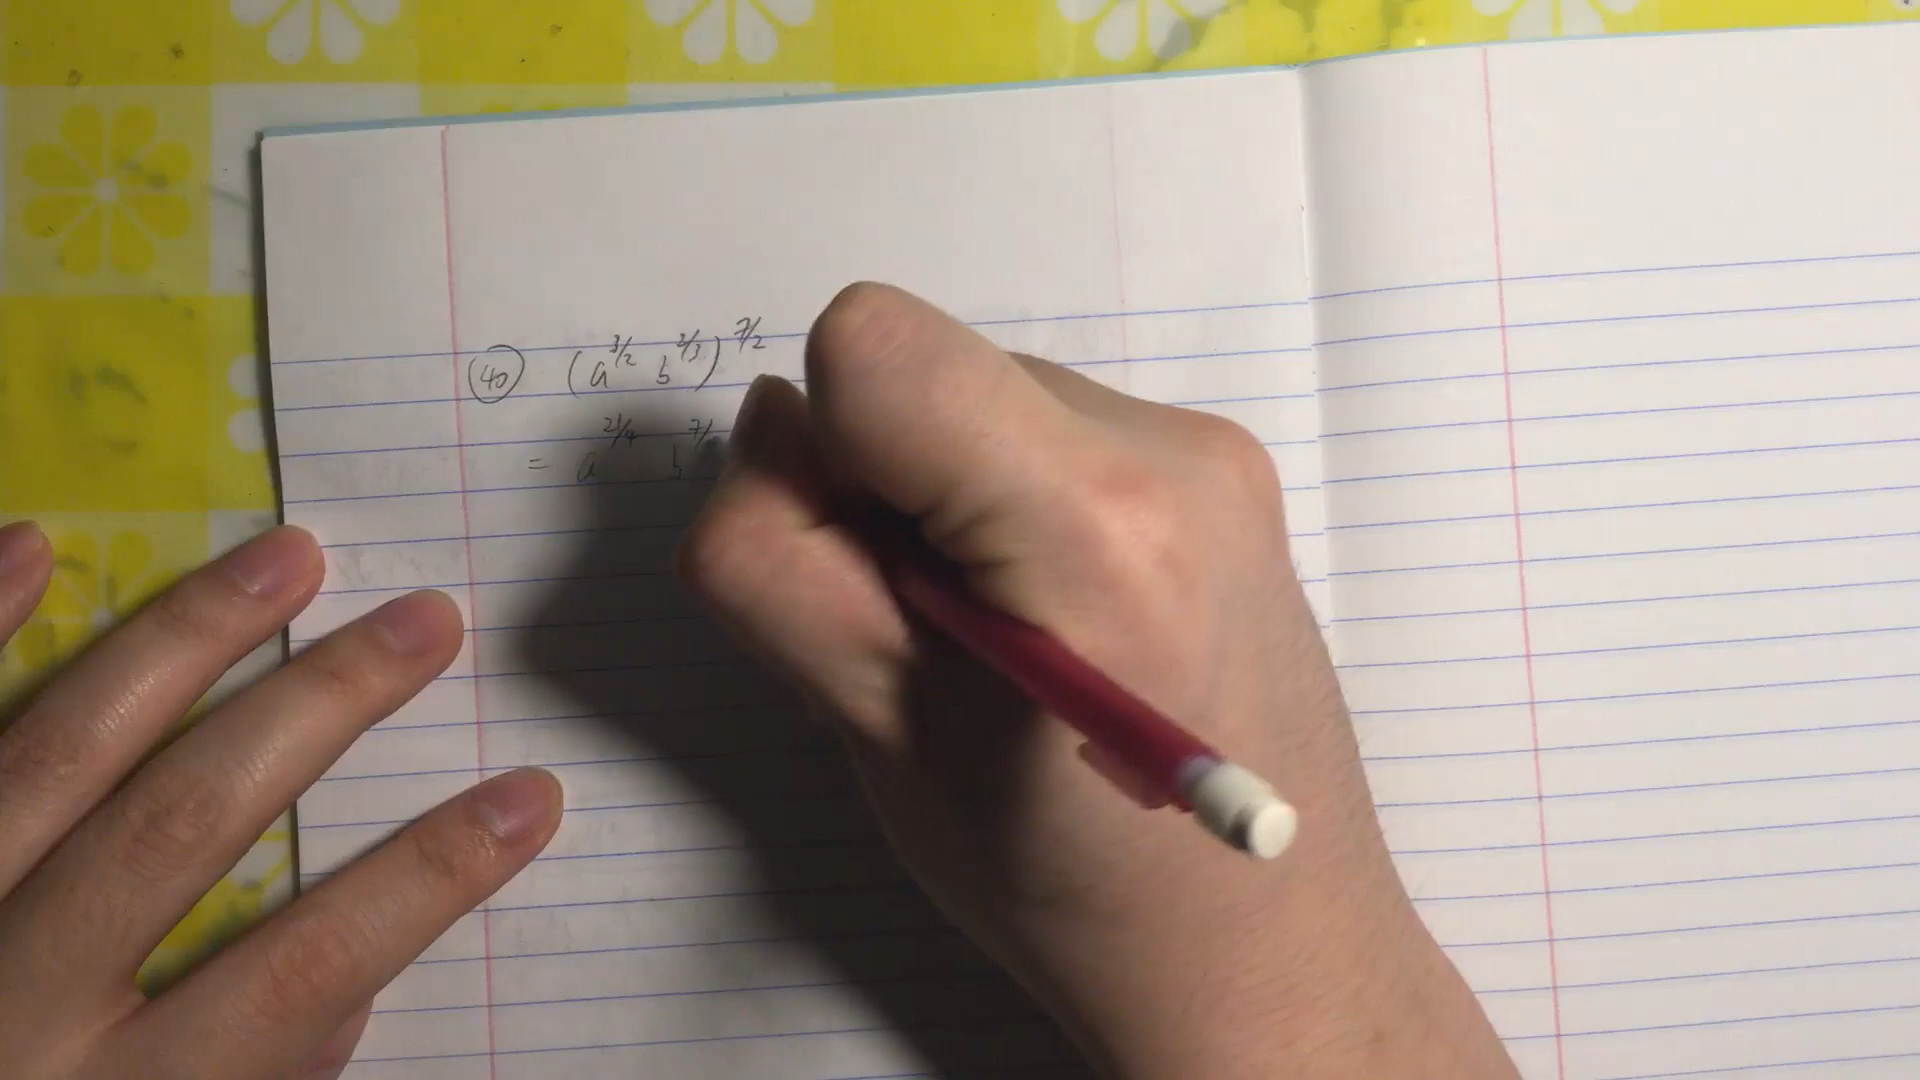 (40) (a^3/2 b^2/3)^7/2
= a^21/4 b^7/